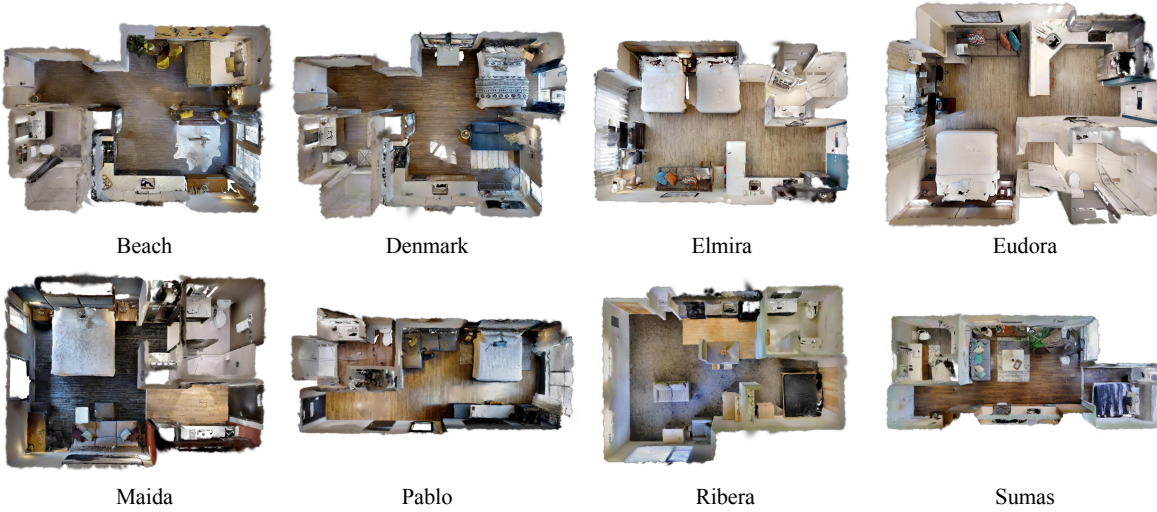 Beach
Denmark
Elmira
Eudora
Maida
Pablo
Ribera
Sumas